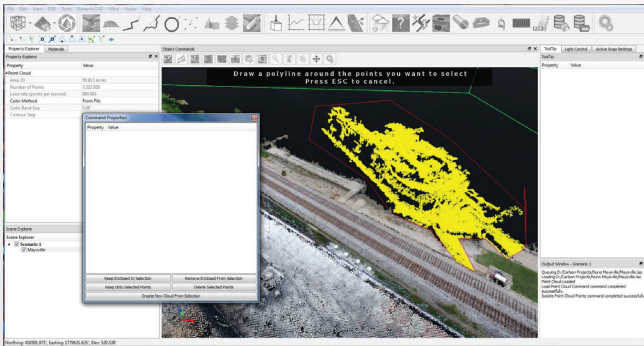 File Edit View PCD Tools DynamicCAD Mine Hydro Help
Property Explorer Materials
Object Commands
ToolTip Light Control Active Snap Settings
Property Explorer
ToolTip
Property Value
Property Value
Point Cloud
Area 2D
Number of Points
Load rate (points per second)
Color Method From File
Color Band Size
Contour Step
Draw a polyline around the points you want to select
Press ESC to cancel.
Command Properties
Property Value
Keep Enclosed In Selection Remove Enclosed From Selection
Keep Only Selected Points Delete Selected Points
Create New Cloud From Selection
Scene Explorer
Scene Explorer
Scenario 1
Maysville
Output Window - Scenario 1
Point Cloud Loaded
Load Point Cloud Command command completed
successfully.
Isolate Point Cloud Points command completed successfully.